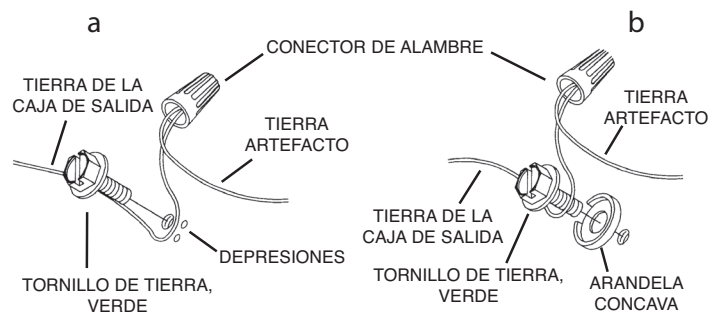 a
b
CONECTOR DE ALAMBRE
TIERRA DE LA
CAJA DE SALIDA
TIERRA
ARTEFACTO
DEPRESIONES
TORNILLO DE TIERRA,
VERDE
TIERRA
ARTEFACTO
TIERRA DE LA
CAJA DE SALIDA
TORNILLO DE TIERRA,
VERDE
ARANDELA
CONCAVA